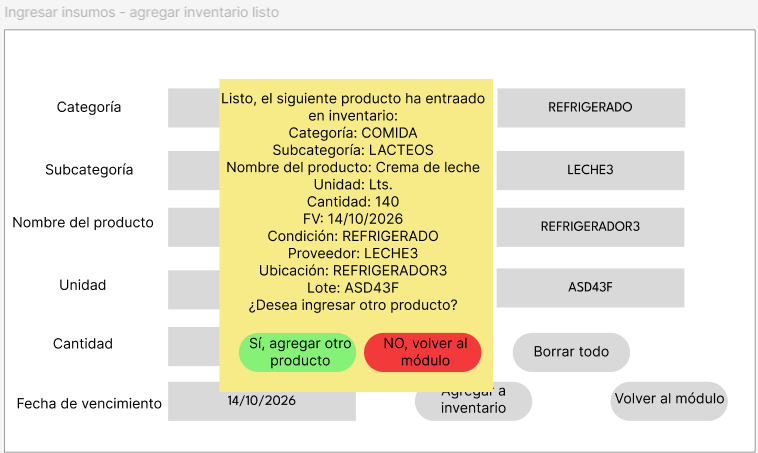 Ingresar insumos - agregar inventario listo
Categoría
Subcategoría
Nombre del producto
Unidad
Cantidad
Fecha de vencimiento
14/10/2026
Listo, el siguiente producto ha entraado
en inventario:
Categoría: COMIDA
Subcategoría: LACTEOS
Nombre del producto: Crema de leche
Unidad: Lts.
Cantidad: 140
FV: 14/10/2026
Condición: REFRIGERADO
Proveedor: LECHE3
Ubicación: REFRIGERADOR3
Lote: ASD43F
¿Desea ingresar otro producto?
Sí, agregar otro
producto
NO, volver al
módulo
REFRIGERADO
LECHE3
REFRIGERADOR3
ASD43F
Borrar todo
Agregar a
inventario
Volver al módulo